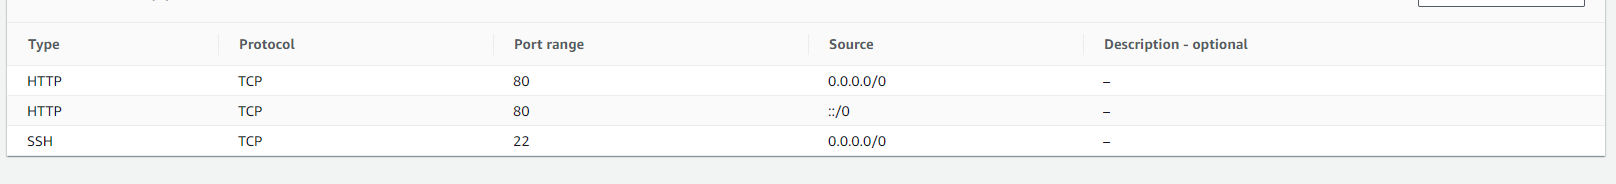 Type Protocol Port range Source Description - optional
HTTP TCP 80 0.0.0.0/0 –
HTTP TCP 80 ::/0 –
SSH TCP 22 0.0.0.0/0 –